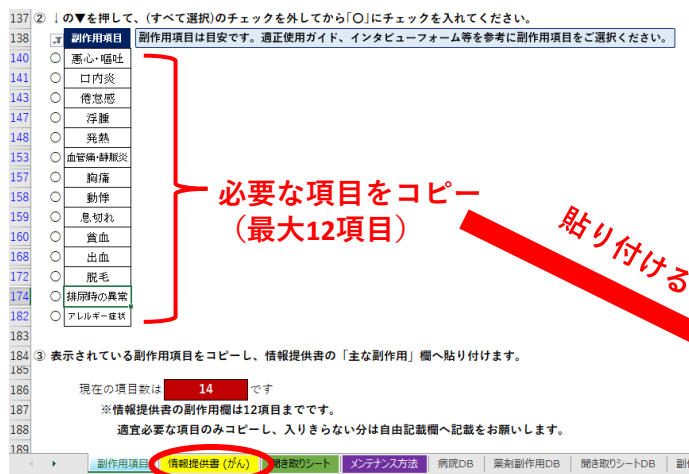 137 ② ↓の▼を押して、(すべて選択)のチェックを外してから「〇」にチェックを入れてください。
138 副作用項目 副作用項目は目安です。適正使用ガイド、インタビューフォーム等を参考に副作用項目をご選択ください。
140 〇 悪心・嘔吐
141 〇 口内炎
143 〇 倦怠感
147 〇 浮腫
148 〇 発熱
153 〇 血管痛・静脈炎
157 〇 胸痛
158 〇 動悸
159 〇 息切れ
160 〇 貧血
168 〇 出血
172 〇 脱毛
174 〇 排尿時の異常
182 〇 アレルギー症状
必要な項目をコピー
(最大12項目)
貼り付ける
183
184 ③ 表示されている副作用項目をコピーし、情報提供書の「主な副作用」欄へ貼り付けます。
185
186 現在の項目数は 14 です
187 ※情報提供書の副作用欄は12項目までです。
188 適宜必要な項目のみコピーし、入りきらない分は自由記載欄へ記載をお願いします。
189
副作用項目 情報提供書 (がん) 聞き取りシート メンテナンス方法 病院DB 薬剤副作用DB 聞き取りシートDB